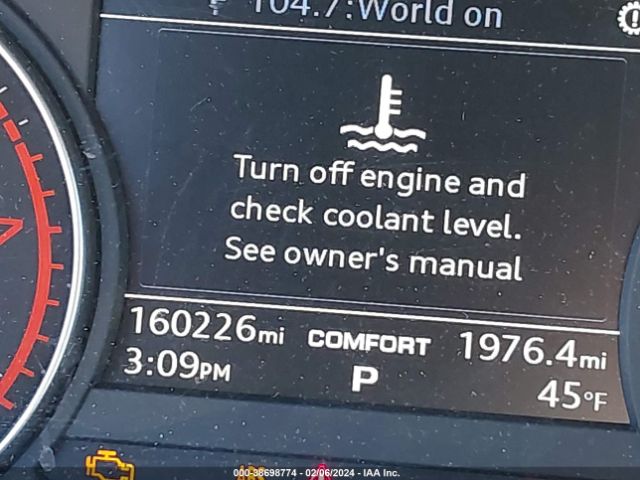 104.7:World on
Turn off engine and
check coolant level.
See owner's manual
160226mi COMFORT 1976.4mi
3:09PM P 45°F
000-38698774 - 02/06/2024 - IAA Inc.